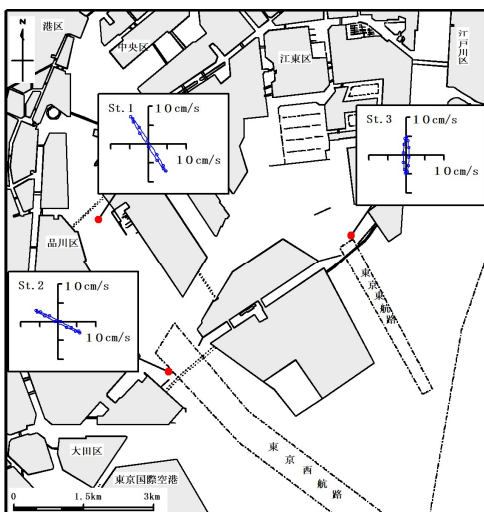 N
港区
中央区
江東区
江戸川区
St.1
10cm/s
10cm/s
St.3
10cm/s
10cm/s
品川区
St.2
10cm/s
10cm/s
東京東航路
東京西航路
大田区
東京国際空港
0 1.5km 3km